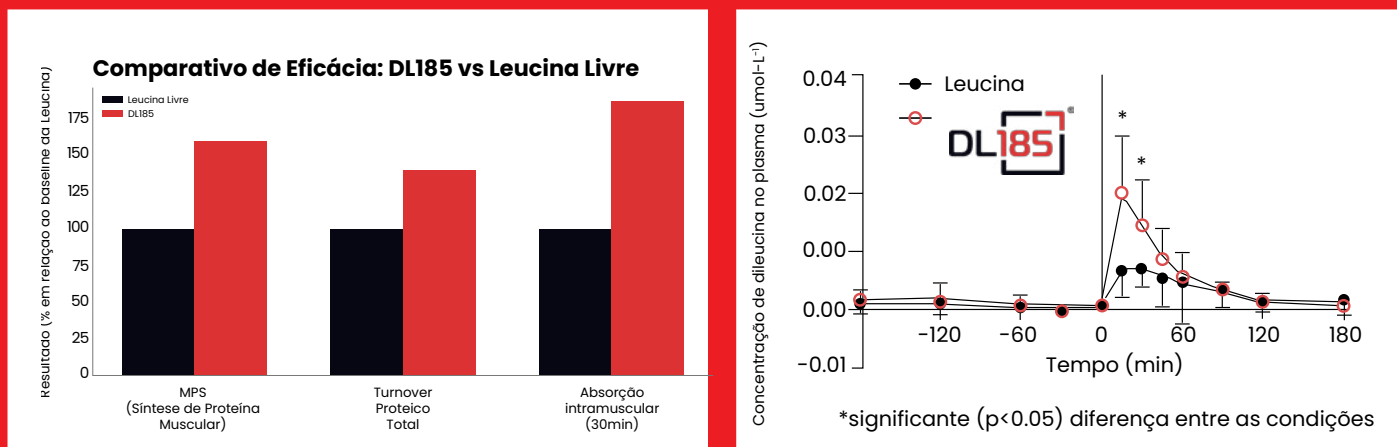 Comparativo de Eficácia: DL185 vs Leucina Livre
Resultado (% em relação ao baseline da Leucina)
Leucina Livre
DL185
175
150
125
100
75
50
25
0
MPS
(Síntese de Proteína
Muscular)
Turnover
Proteico
Total
Absorção
intramuscular
(30min)
Concentração de dileucina no plasma (umol-L⁻¹)
0.04
0.03
0.02
0.00
0.00
-0.01
Leucina
DL185®
*
*
-120
-60
0
60
120
180
Tempo (min)
*significante (p<0.05) diferença entre as condições